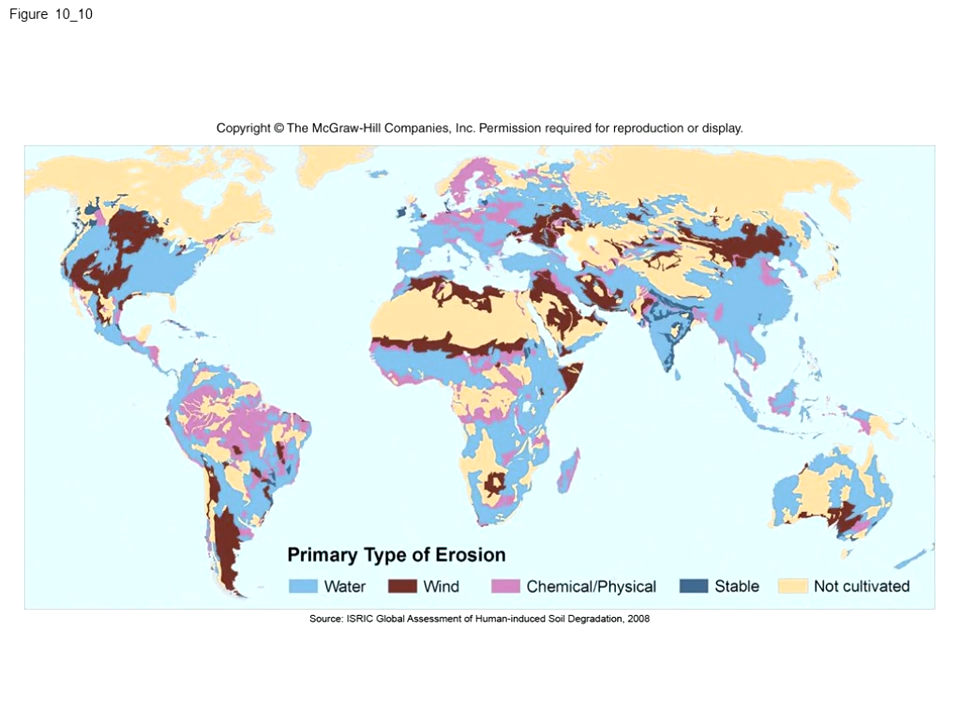 Figure 10_10
Copyright © The McGraw-Hill Companies, Inc. Permission required for reproduction or display.
Primary Type of Erosion
Water Wind Chemical/Physical Stable Not cultivated
Source: ISRIC Global Assessment of Human-induced Soil Degradation, 2008